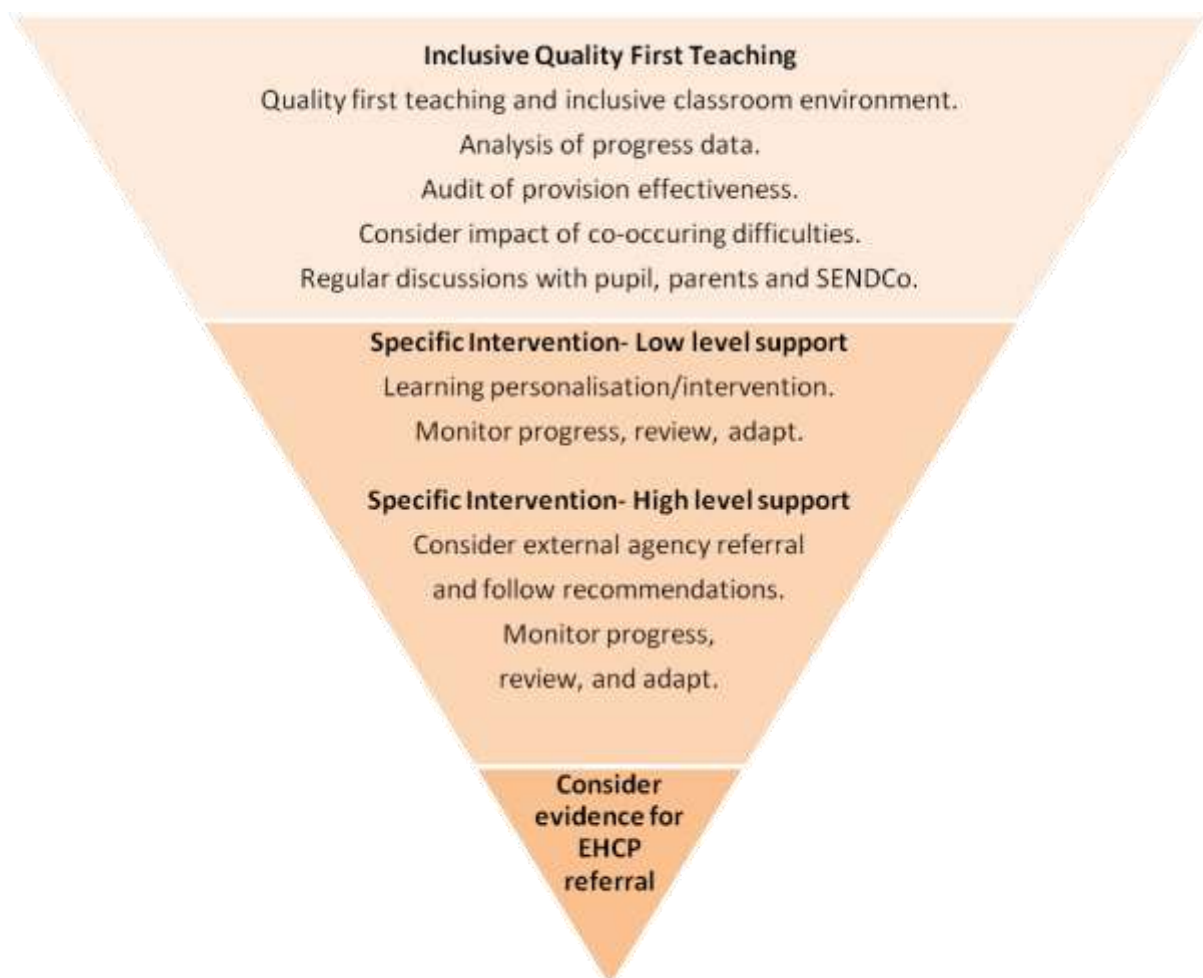 Inclusive Quality First Teaching
Quality first teaching and inclusive classroom environment.
Analysis of progress data.
Audit of provision effectiveness.
Consider impact of co-occuring difficulties.
Regular discussions with pupil, parents and SENDCo.
Specific Intervention- Low level support
Learning personalisation/intervention.
Monitor progress, review, adapt.
Specific Intervention- High level support
Consider external agency referral
and follow recommendations.
Monitor progress,
review, and adapt.
Consider
evidence for
EHCP
referral